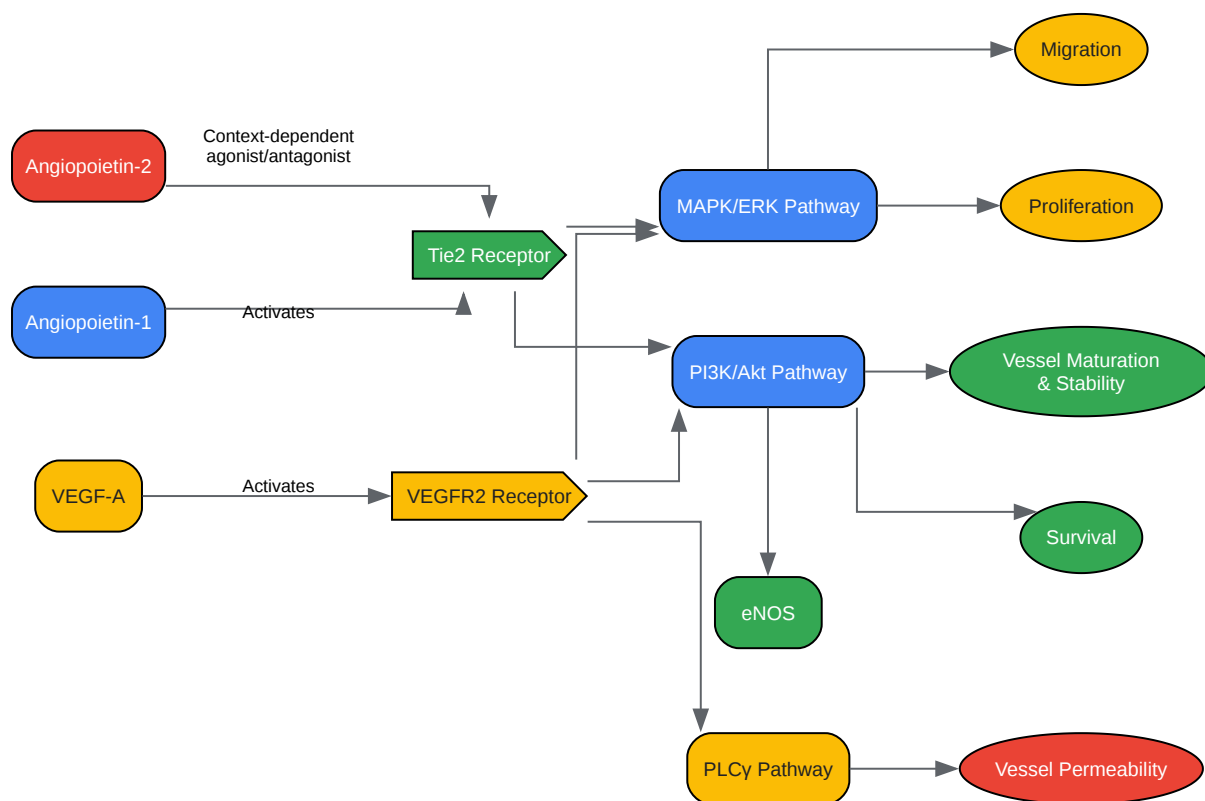 Migration
Context-dependent
agonist/antagonist
Angiopoietin-2
MAPK/ERK Pathway
Proliferation
Tie2 Receptor
Angiopoietin-1
Activates
PI3K/Akt Pathway
Vessel Maturation
& Stability
VEGF-A
Activates
VEGFR2 Receptor
Survival
eNOS
PLCγ Pathway
Vessel Permeability